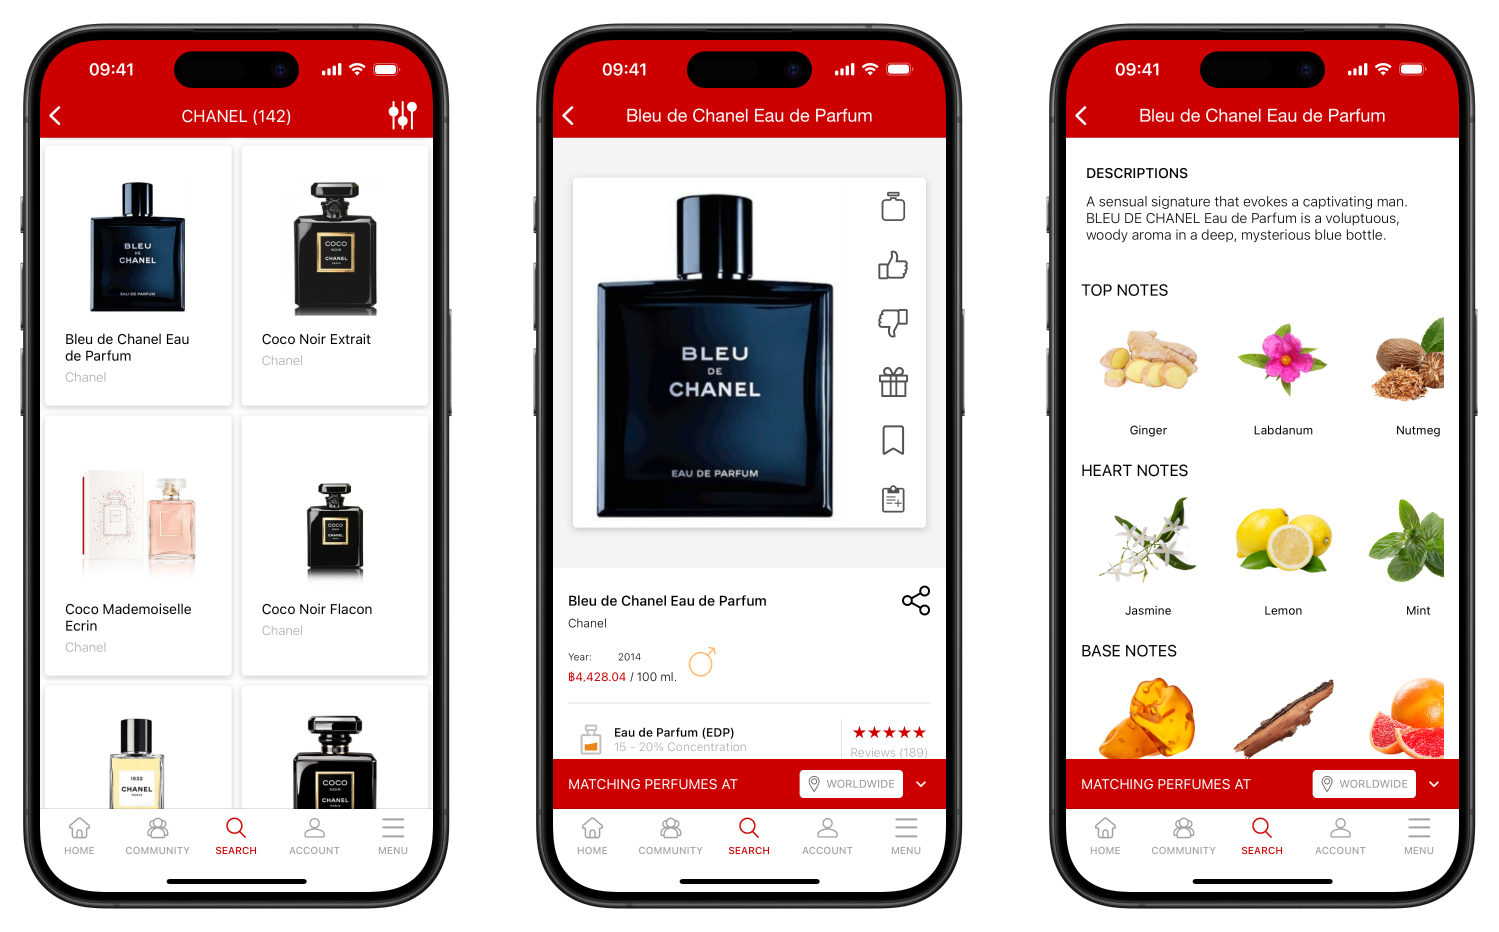 09:41
CHANEL (142)
BLEU
DE
CHANEL
EAU DE PARFUM
COCO
NOIR
CHANEL
PARIS
Bleu de Chanel Eau
de Parfum
Chanel
Coco Noir Extrait
Chanel
COCO
CHANEL
Coco Mademoiselle
Ecrin
Chanel
Coco Noir Flacon
Chanel
1932
CHANEL
COCO
NOIR
CHANEL
HOME
COMMUNITY
SEARCH
ACCOUNT
MENU
09:41
Bleu de Chanel Eau de Parfum
BLEU
DE
CHANEL
EAU DE PARFUM
Bleu de Chanel Eau de Parfum
Chanel
Year: 2014
฿4,428.04 / 100 ml.
Eau de Parfum (EDP)
15 - 20% Concentration
★★★★★
Reviews (189)
MATCHING PERFUMES AT
WORLDWIDE
HOME
COMMUNITY
SEARCH
ACCOUNT
MENU
09:41
Bleu de Chanel Eau de Parfum
DESCRIPTIONS
A sensual signature that evokes a captivating man.
BLEU DE CHANEL Eau de Parfum is a voluptuous,
woody aroma in a deep, mysterious blue bottle.
TOP NOTES
Ginger
Labdanum
Nutmeg
HEART NOTES
Jasmine
Lemon
Mint
BASE NOTES
MATCHING PERFUMES AT
WORLDWIDE
HOME
COMMUNITY
SEARCH
ACCOUNT
MENU